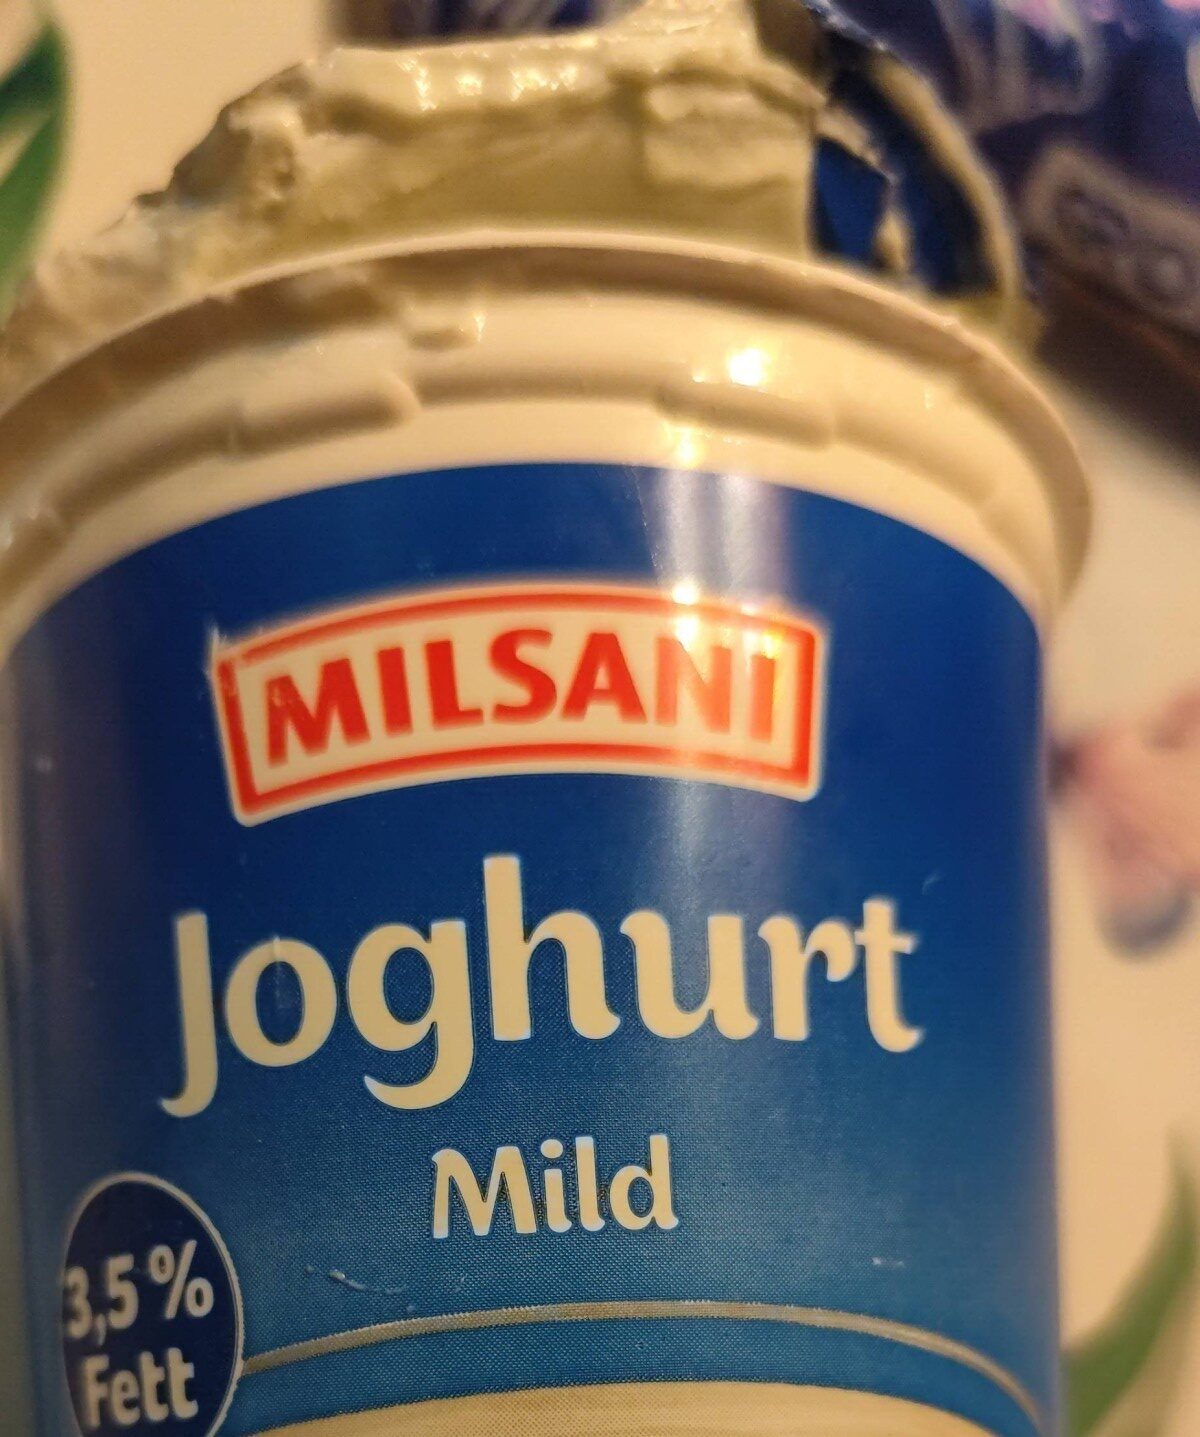 MILSANI
Joghurt
Mild
3,5 %
Fett